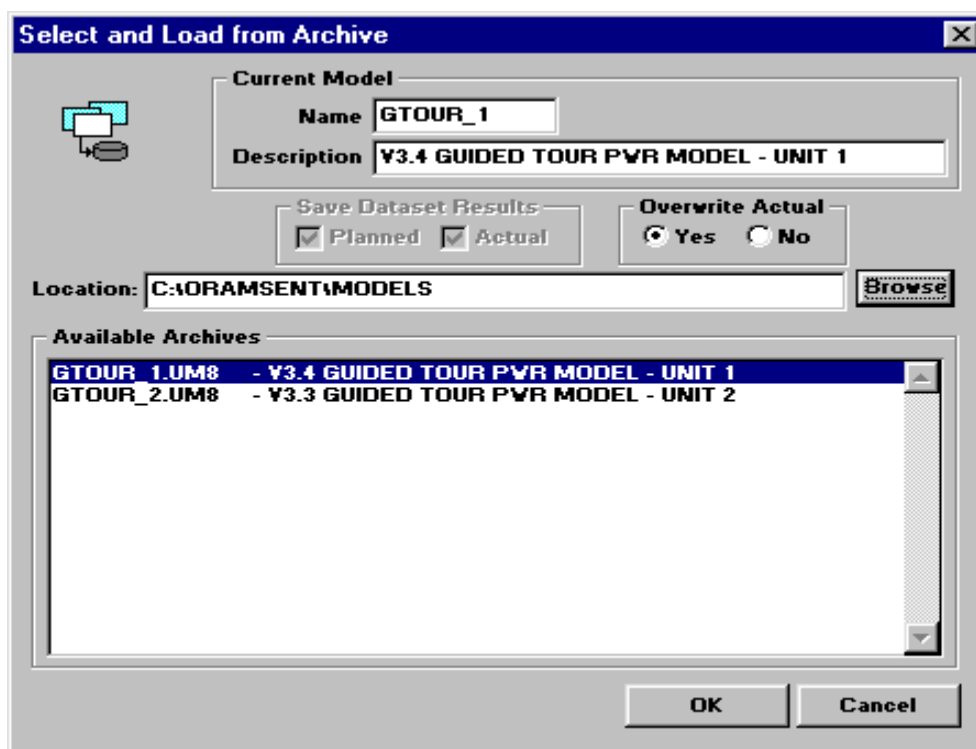 Select and Load from Archive
Current Model
Name GTOUR_1
Description V3.4 GUIDED TOUR PWR MODEL - UNIT 1
Save Dataset Results
Planned Actual
Overwrite Actual
Yes No
Location: C:\ORAMSENT\MODELS Browse
Available Archives
GTOUR_1.UM8 - V3.4 GUIDED TOUR PWR MODEL - UNIT 1
GTOUR_2.UM8 - V3.3 GUIDED TOUR PWR MODEL - UNIT 2
OK Cancel